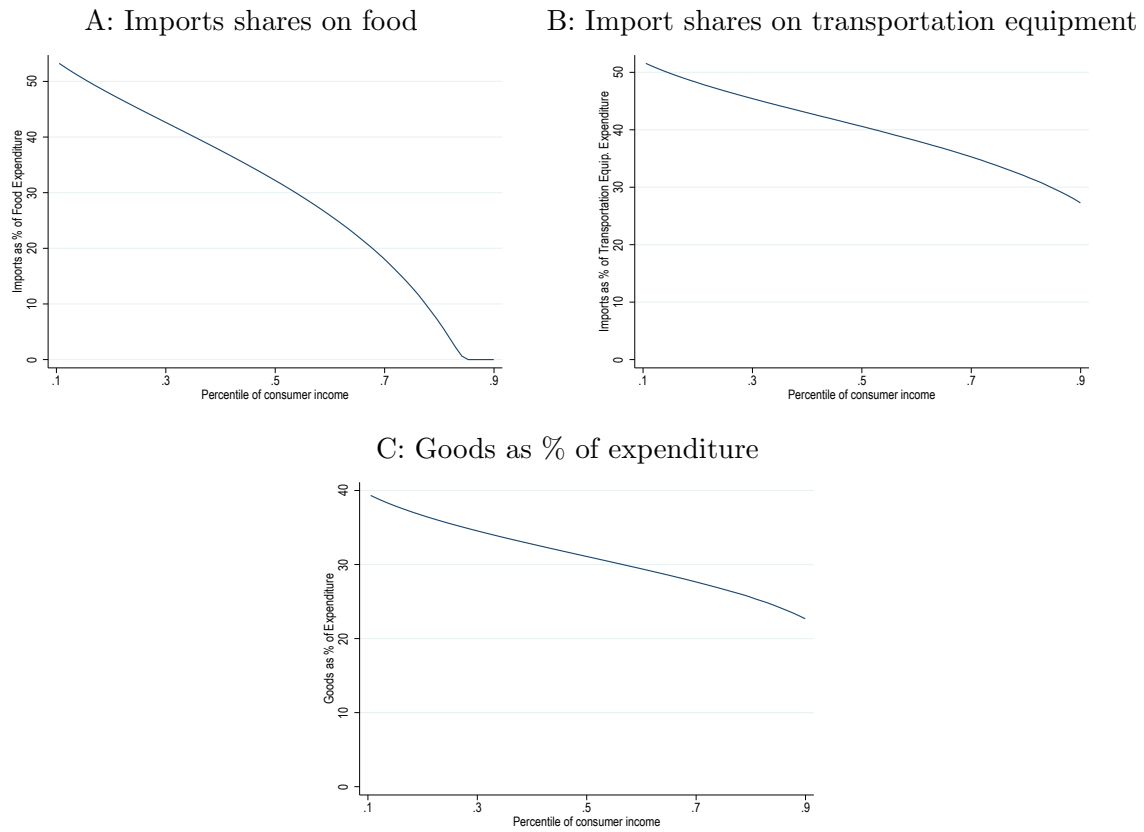 A: Imports shares on food
Imports as % of Food Expenditure
50
40
30
20
10
0
.1 .3 .5 .7 .9
Percentile of consumer income
B: Import shares on transportation equipment
Imports as % of Transportation Equip. Expenditure
50
40
30
20
10
0
.1 .3 .5 .7 .9
Percentile of consumer income
C: Goods as % of expenditure
Goods as % of Expenditure
40
30
20
10
0
.1 .3 .5 .7 .9
Percentile of consumer income